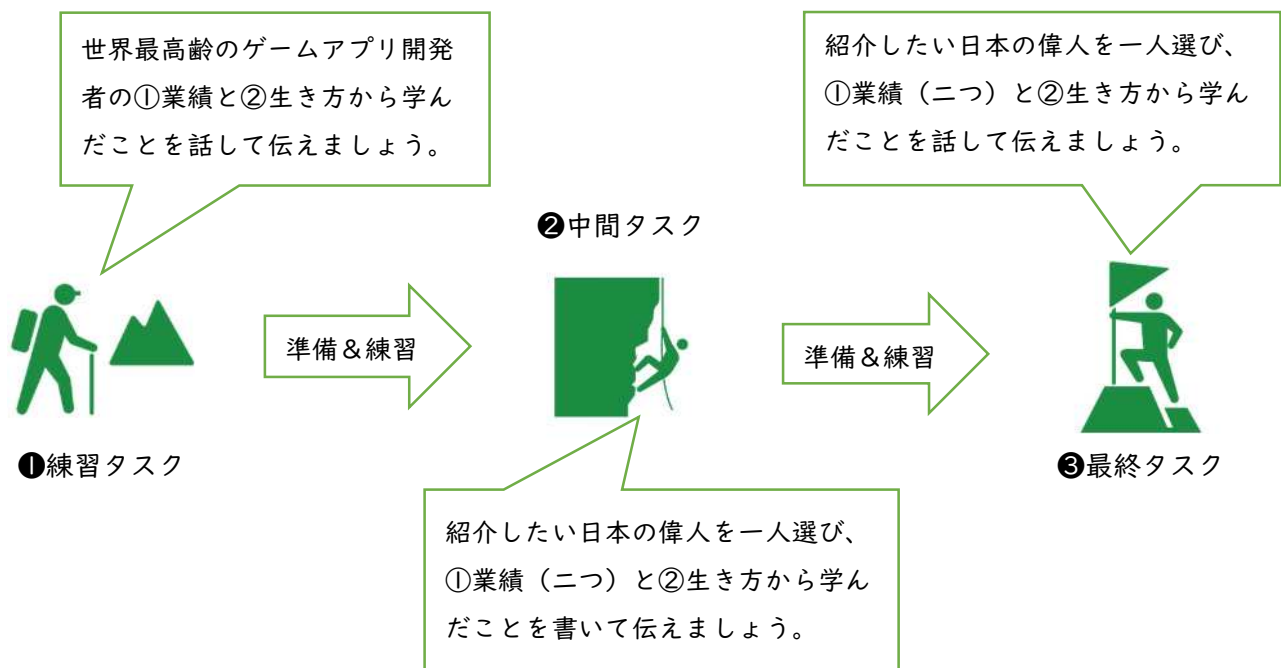 世界最高齢のゲームアプリ開発
者の①業績と②生き方から学ん
だことを話して伝えましょう。
紹介したい日本の偉人を一人選び、
①業績（二つ）と②生き方から学ん
だことを話して伝えましょう。
❷中間タスク
準備＆練習
準備＆練習
❶練習タスク
❸最終タスク
紹介したい日本の偉人を一人選び、
①業績（二つ）と②生き方から学ん
だことを書いて伝えましょう。